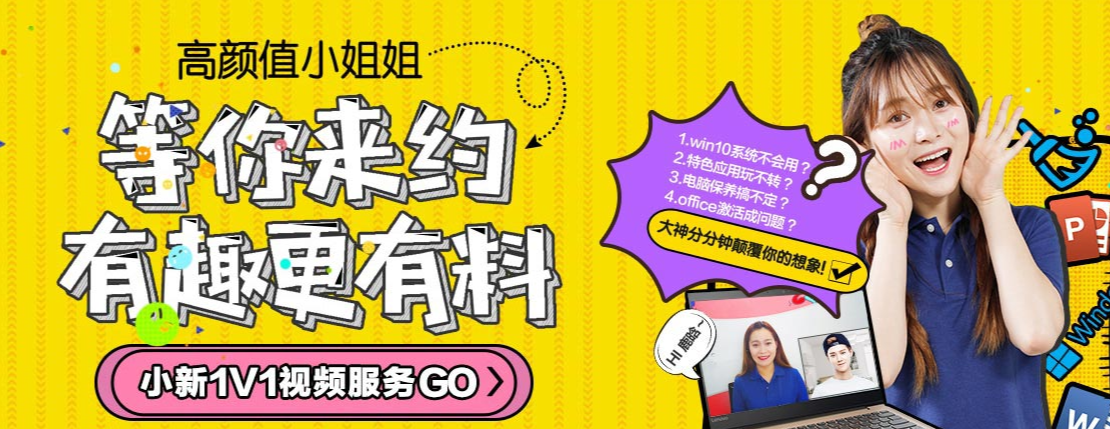 高颜值小姐姐
等你来约
有趣更有料
小新1V1视频服务GO
1.win10系统不会用？
2.特色应用玩不转？
3.电脑保养搞不定？
4.office激活成问题？
大神分分钟颠覆你的想象!
HI 鹿晗~
P
Wind
W